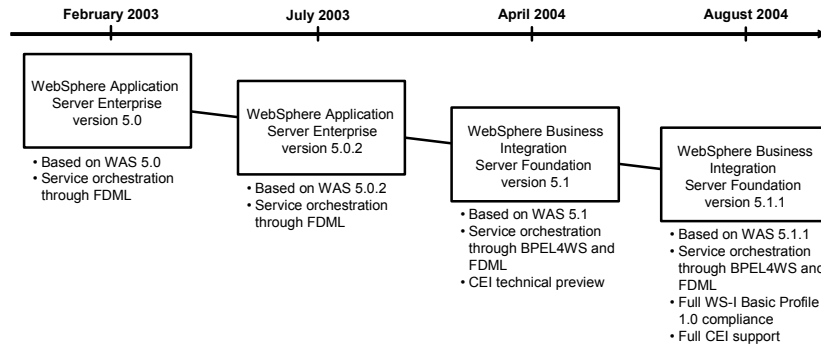 February 2003
July 2003
April 2004
August 2004
WebSphere Application
Server Enterprise
version 5.0
• Based on WAS 5.0
• Service orchestration
through FDML
WebSphere Application
Server Enterprise
version 5.0.2
• Based on WAS 5.0.2
• Service orchestration
through FDML
WebSphere Business
Integration
Server Foundation
version 5.1
• Based on WAS 5.1
• Service orchestration
through BPEL4WS and
FDML
• CEI technical preview
WebSphere Business
Integration
Server Foundation
version 5.1.1
• Based on WAS 5.1.1
• Service orchestration
through BPEL4WS and
FDML
• Full WS-I Basic Profile
1.0 compliance
• Full CEI support